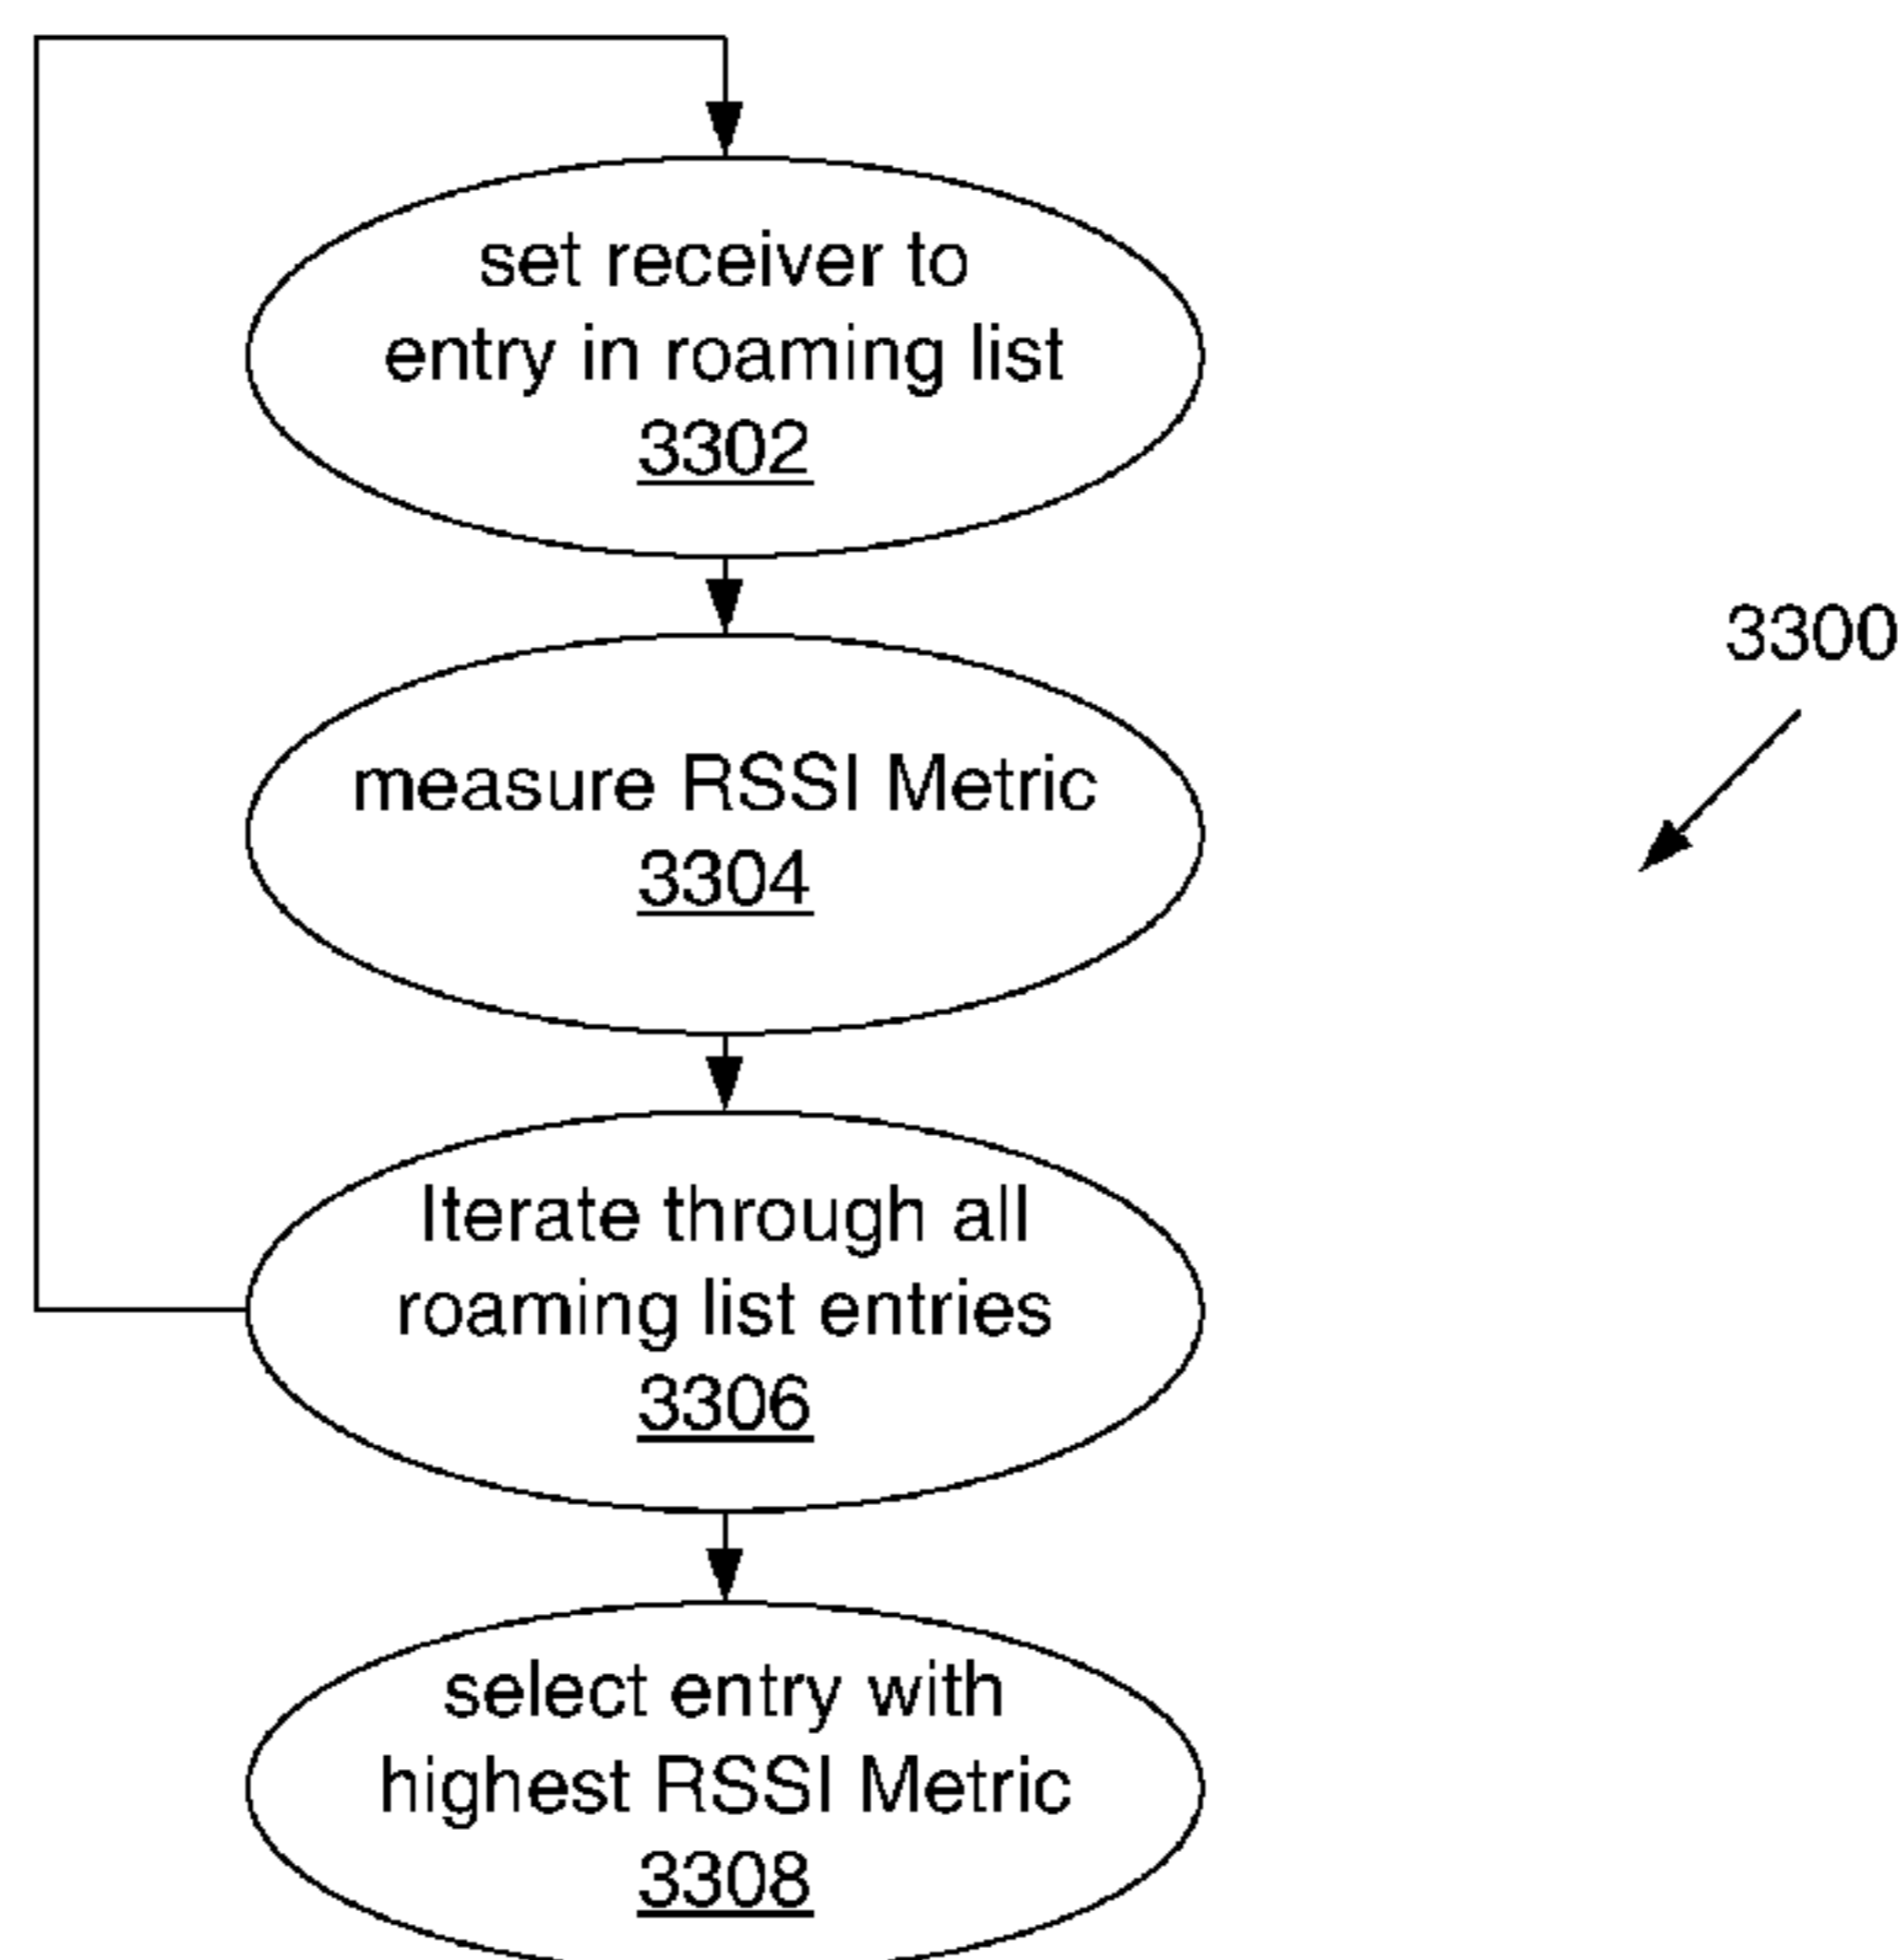 set receiver to
entry in roaming list
3302
measure RSSI Metric
3304
3300
Iterate through all
roaming list entries
3306
select entry with
highest RSSI Metric
3308